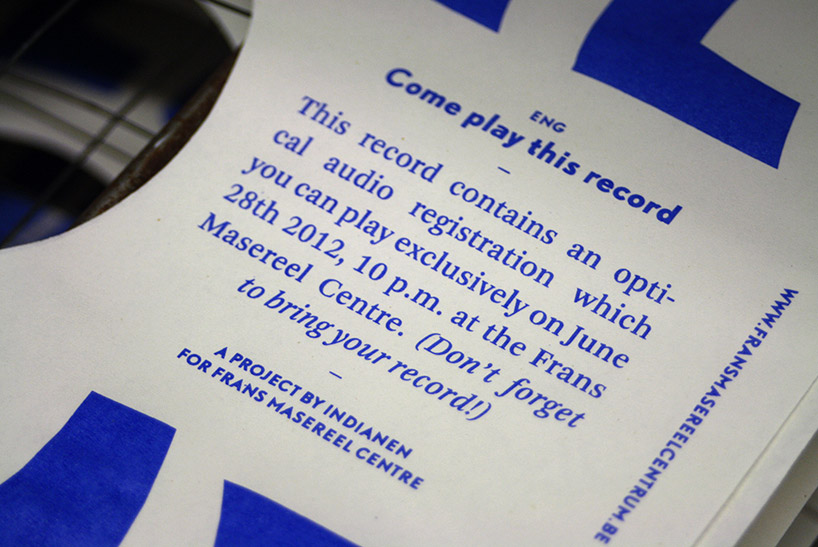 ENG
Come play this record
–
This record contains an opti-
cal audio registration which
you can play exclusively on June
28th 2012, 10 p.m. at the Frans
Masereel Centre. (Don't forget
to bring your record!)
–
A PROJECT BY INDIANEN
FOR FRANS MASEREEL CENTRE
WWW.FRANSMASEREELCENTRUM.BE